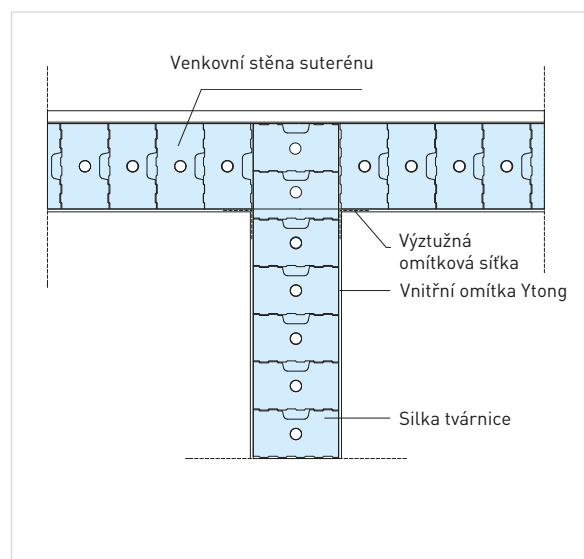 Venkovní stěna suterénu
Výztužná
omítková síťka
Vnitřní omítka Ytong
Silka tvárnice